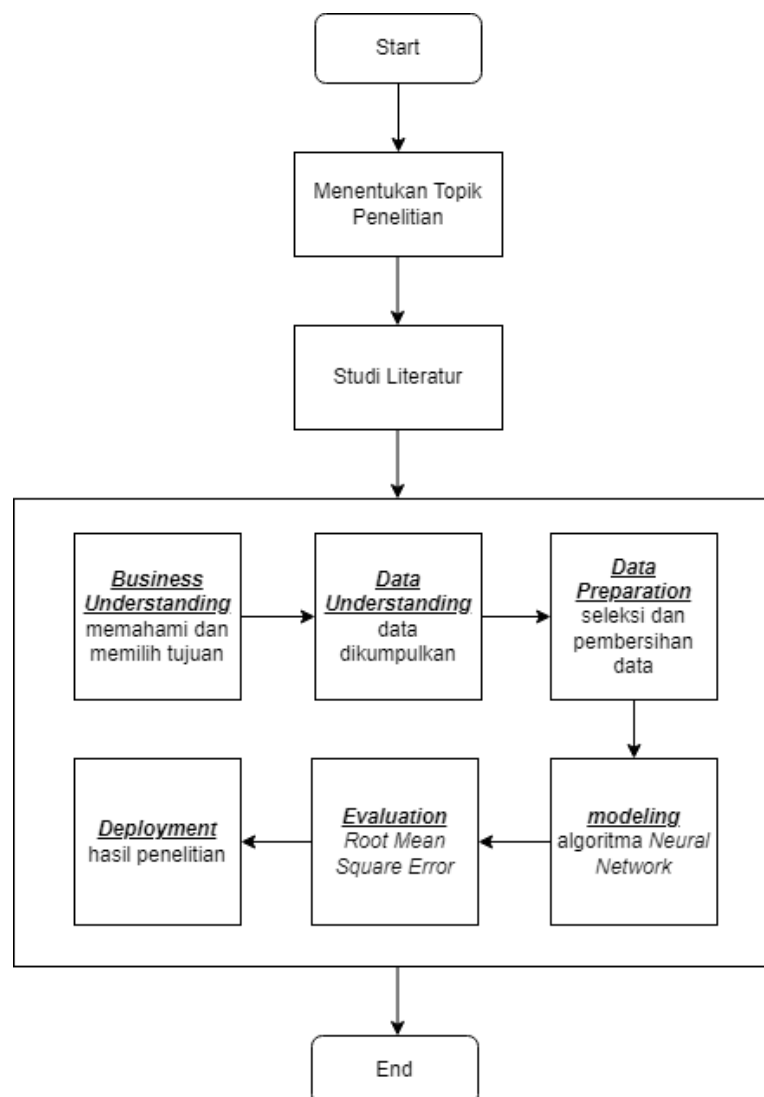 Start
Menentukan Topik
Penelitian
Studi Literatur
Business
Understanding
memahami dan
memilih tujuan
Data
Understanding
data
dikumpulkan
Data
Preparation
seleksi dan
pembersihan
data
modeling
algoritma Neural
Network
Evaluation
Root Mean
Square Error
Deployment
hasil penelitian
End